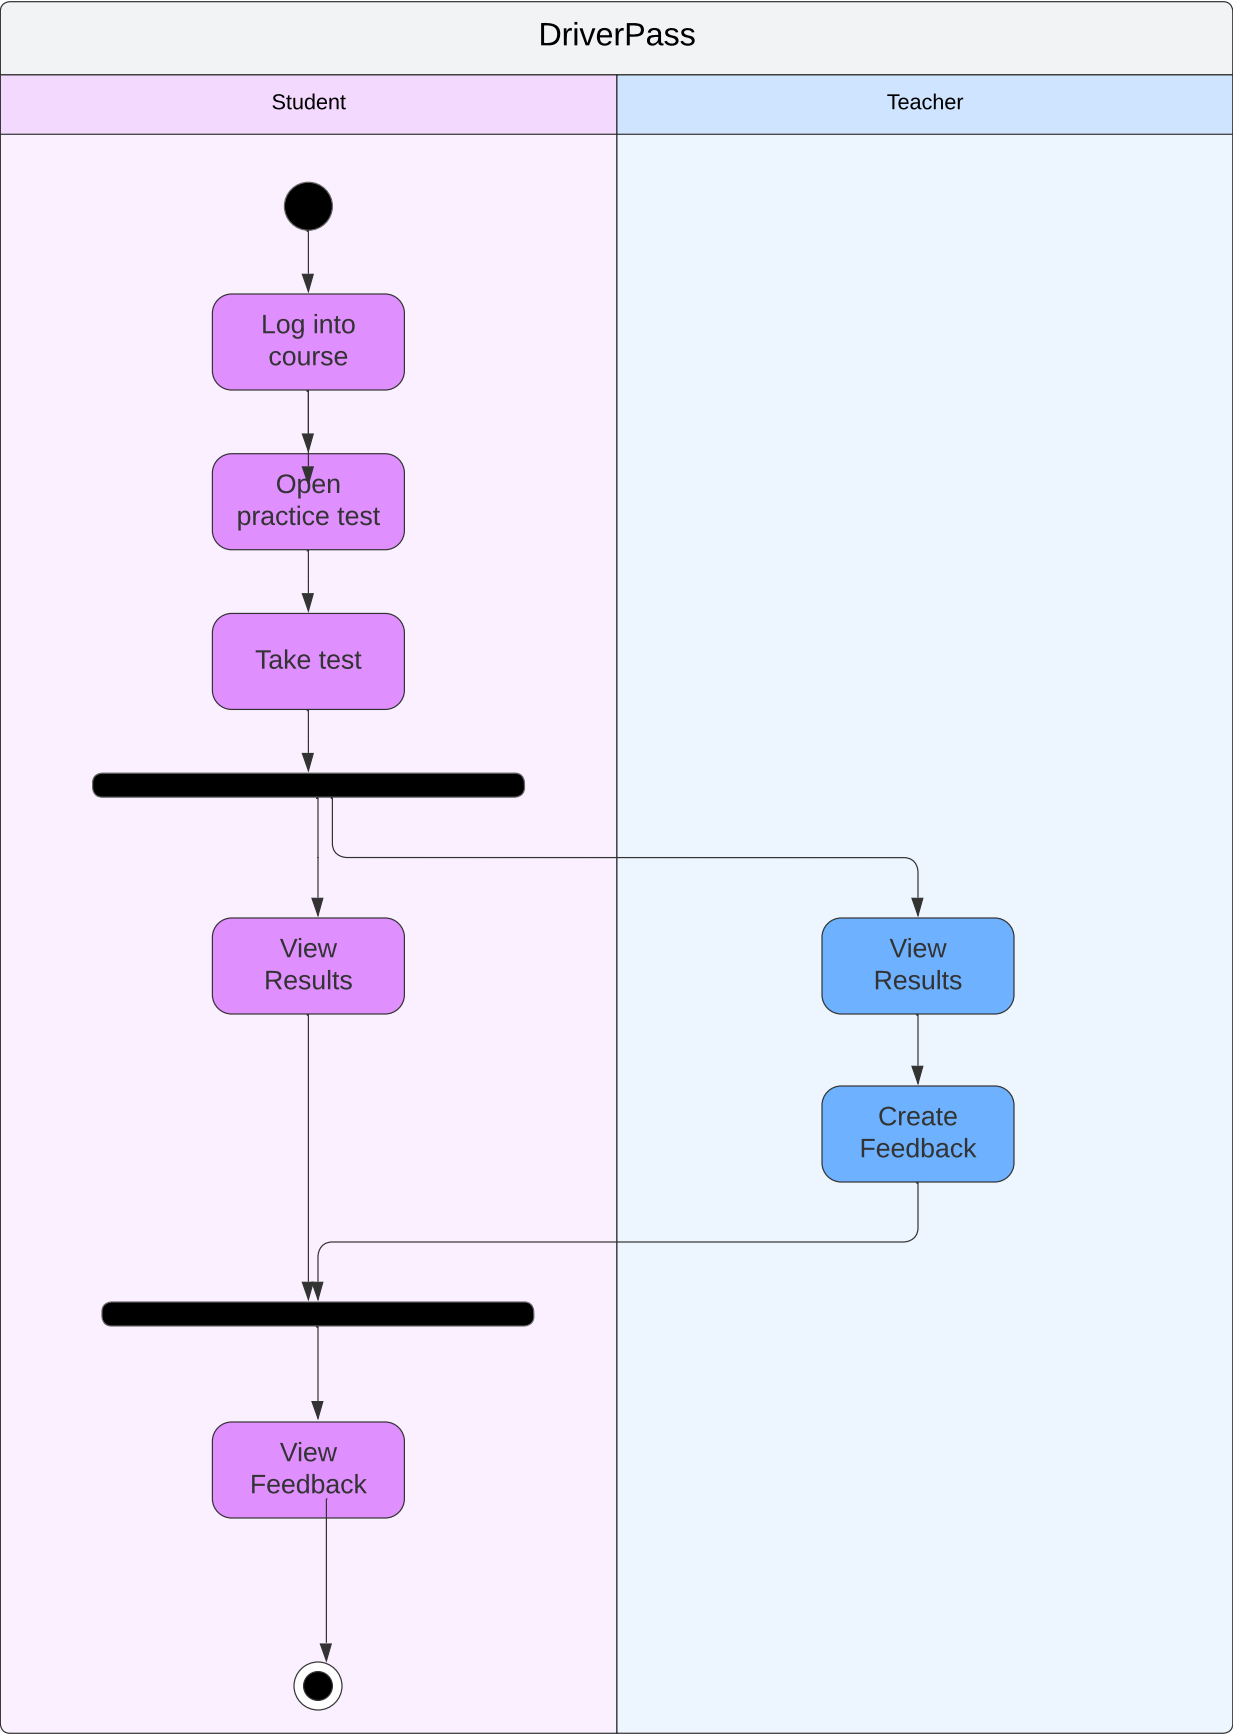 DriverPass
Student
Teacher
Log into
course
Open
practice test
Take test
View
Results
View
Results
Create
Feedback
View
Feedback